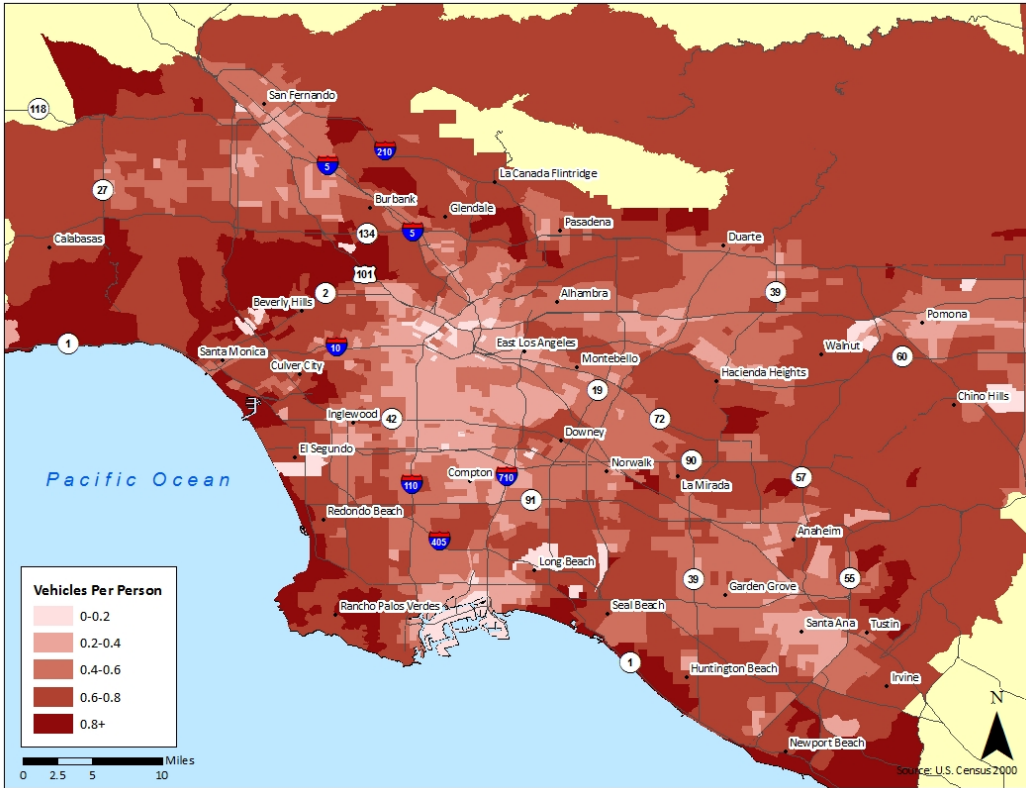 118
San Fernando
210
5
La Canada Flintridge
27
Burbank
Glendale
Pasadena
134
5
Duarte
Calabasas
101
2
39
Beverly Hills
Alhambra
Pomona
1
10
East Los Angeles
Walnut
60
Santa Monica
Montebello
Culver City
Hacienda Heights
19
Chino Hills
Inglewood
42
72
Downey
El Segundo
Norwalk
90
Pacific Ocean
Compton
710
La Mirada
57
110
91
Redondo Beach
Anaheim
405
Long Beach
39
55
Garden Grove
Vehicles Per Person
0-0.2
0.2-0.4
0.4-0.6
0.6-0.8
0.8+
Rancho Palos Verdes
Seal Beach
Santa Ana
Tustin
1
Huntington Beach
Irvine
N
Newport Beach
Miles
0 2.5 5 10
Source: U.S. Census 2000